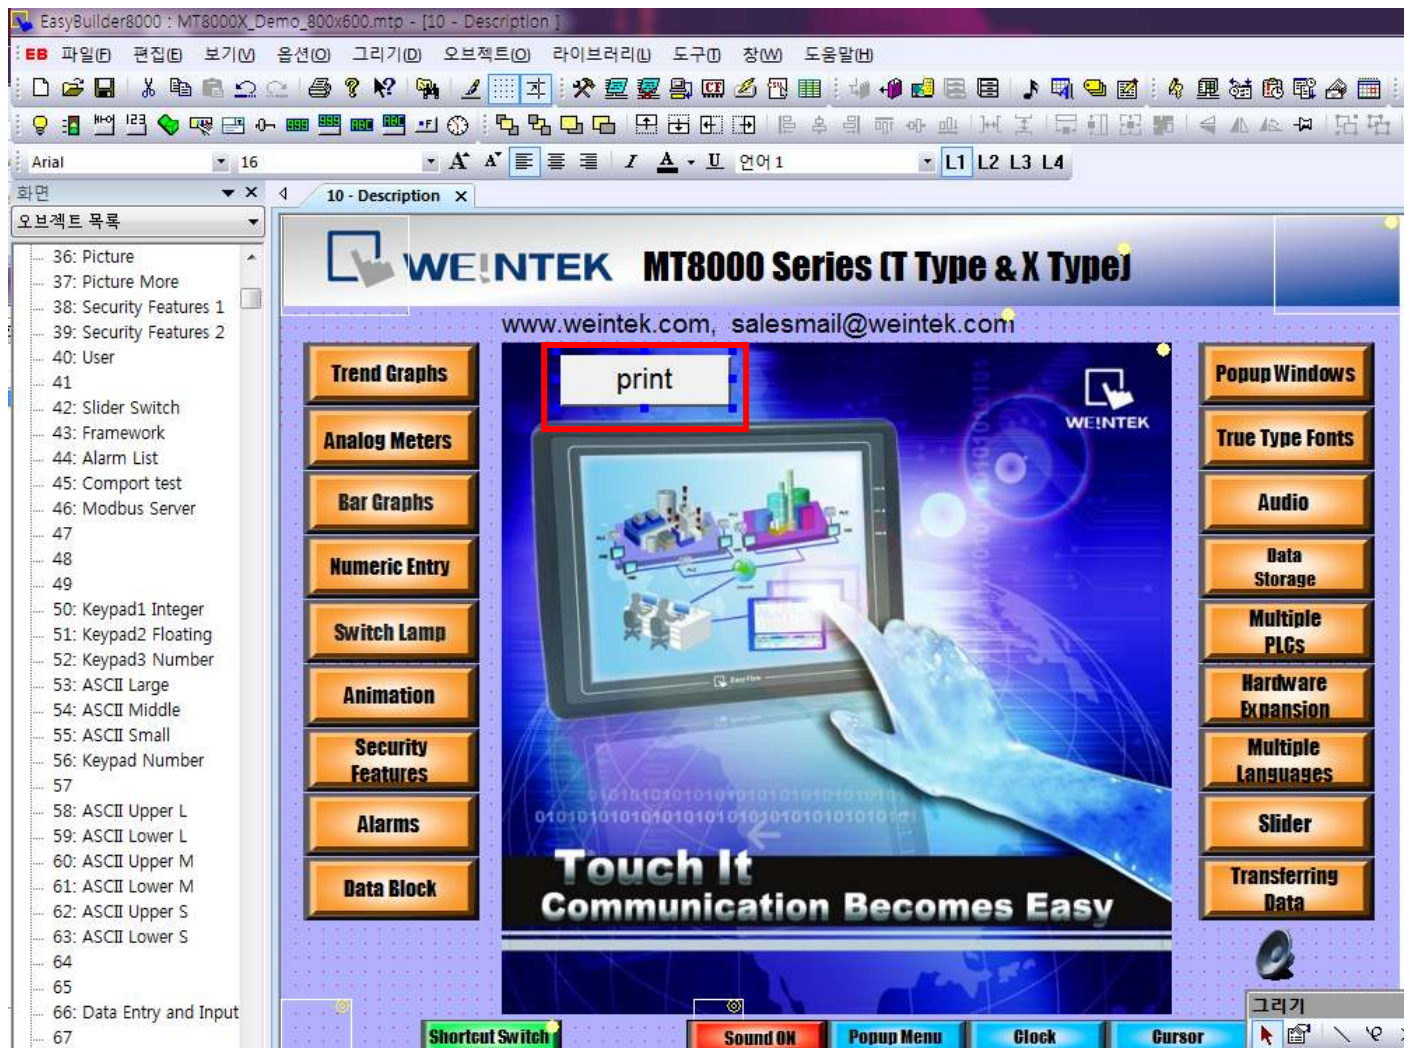 EasyBuilder8000 : MT8000X_Demo_800x600.mtp - [10 - Description ]
EB 파일(F) 편집(E) 보기(V) 옵션(O) 그리기(D) 오브젝트(O) 라이브러리(L) 도구(T) 창(W) 도움말(H)
Arial 16 언어 1 L1 L2 L3 L4
화면
10 - Description
오브젝트 목록
36: Picture
37: Picture More
38: Security Features 1
39: Security Features 2
40: User
41
42: Slider Switch
43: Framework
44: Alarm List
45: Comport test
46: Modbus Server
47
48
49
50: Keypad1 Integer
51: Keypad2 Floating
52: Keypad3 Number
53: ASCII Large
54: ASCII Middle
55: ASCII Small
56: Keypad Number
57
58: ASCII Upper L
59: ASCII Lower L
60: ASCII Upper M
61: ASCII Lower M
62: ASCII Upper S
63: ASCII Lower S
64
65
66: Data Entry and Input
67
WE!NTEK MT8000 Series (T Type & X Type)
www.weintek.com, salesmail@weintek.com
Trend Graphs
Analog Meters
Bar Graphs
Numeric Entry
Switch Lamp
Animation
Security
Features
Alarms
Data Block
print
WE!NTEK
Touch It
Communication Becomes Easy
Popup Windows
True Type Fonts
Audio
Data
Storage
Multiple
PLCs
Hardware
Expansion
Multiple
Languages
Slider
Transferring
Data
그리기
Shortcut Switch
Sound ON
Popup Menu
Clock
Cursor